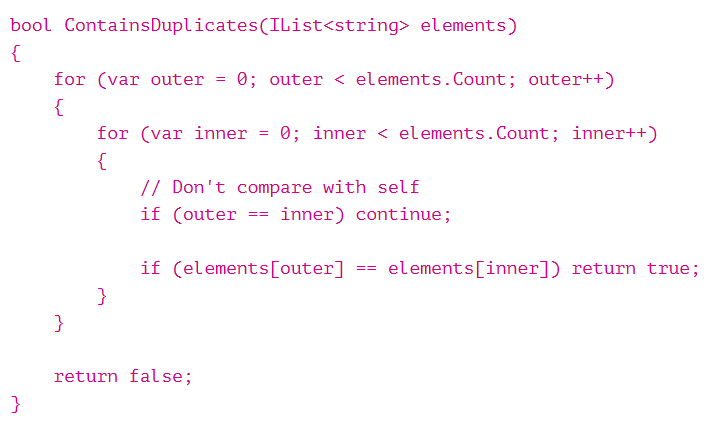 bool ContainsDuplicates(IList<string> elements)
{
    for (var outer = 0; outer < elements.Count; outer++)
    {
        for (var inner = 0; inner < elements.Count; inner++)
        {
            // Don't compare with self
            if (outer == inner) continue;

            if (elements[outer] == elements[inner]) return true;
        }
    }

    return false;
}